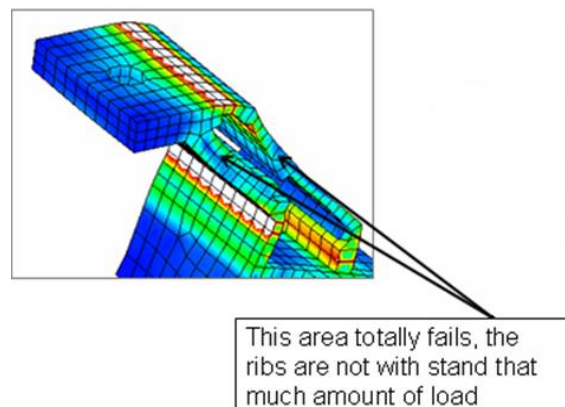 This area totally fails, the
ribs are not with stand that
much amount of load